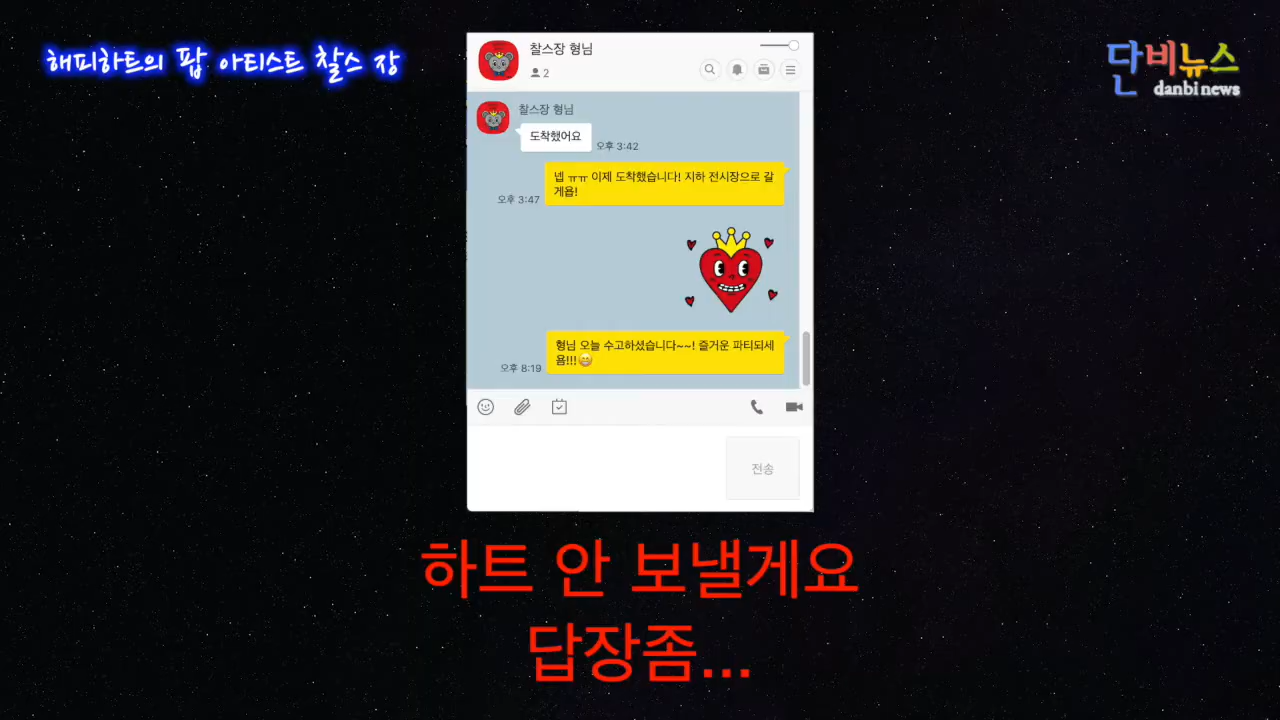 해피하트의 팝 아티스트 찰스 장
단비뉴스
danbi news
찰스장 형님
2
찰스장 형님
도착했어요
오후 3:42
넵 ㅠㅠ 이제 도착했습니다! 지하 전시장으로 갈
게욥!
오후 3:47
형님 오늘 수고하셨습니다~~! 즐거운 파티되세
욤!!!😄
오후 8:19
전송
하트 안 보낼게요
답장좀...